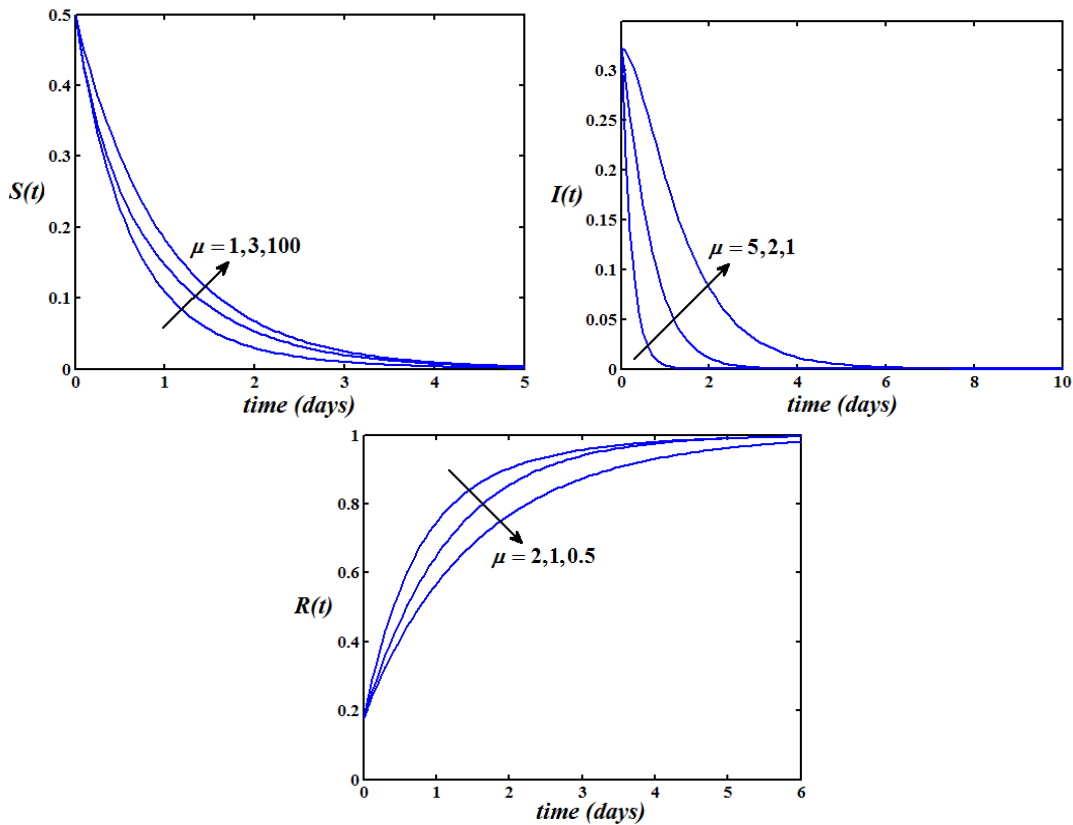 0.5
0.4
0.3
S(t)
0.2
μ = 1,3,100
0.1
0
0 1 2 3 4 5
time (days)
0.3
0.25
0.2
I(t)
0.15
μ = 5,2,1
0.1
0.05
0
0 2 4 6 8 10
time (days)
1
0.8
μ = 2,1,0.5
0.6
R(t)
0.4
0.2
0
0 1 2 3 4 5 6
time (days)